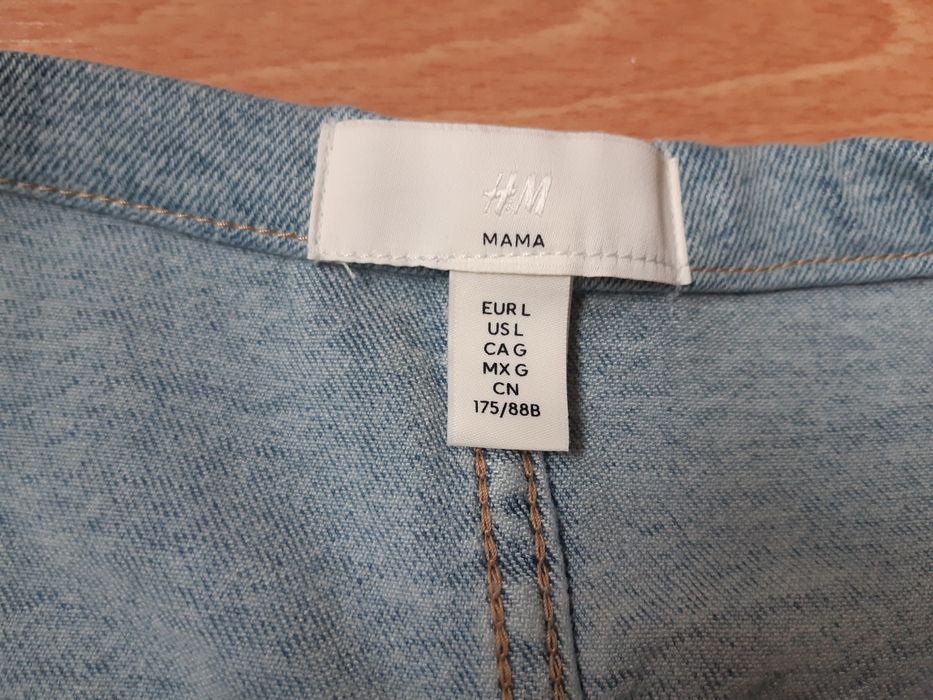 H&M
MAMA
EUR L
US L
CA G
MX G
CN
175/88B